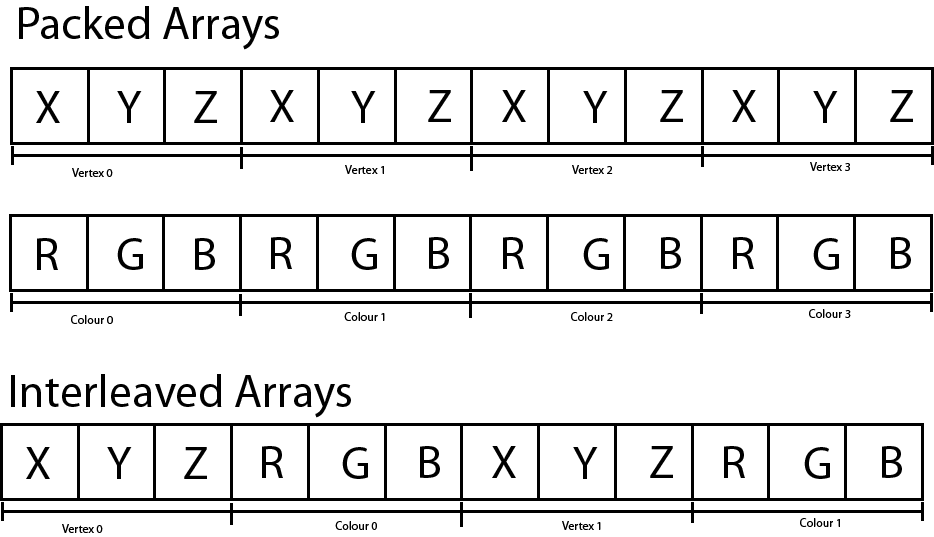 Packed Arrays
X Y Z X Y Z X Y Z X Y Z
Vertex 0 Vertex 1 Vertex 2 Vertex 3
R G B R G B R G B R G B
Colour 0 Colour 1 Colour 2 Colour 3
Interleaved Arrays
X Y Z R G B X Y Z R G B
Vertex 0 Colour 0 Vertex 1 Colour 1